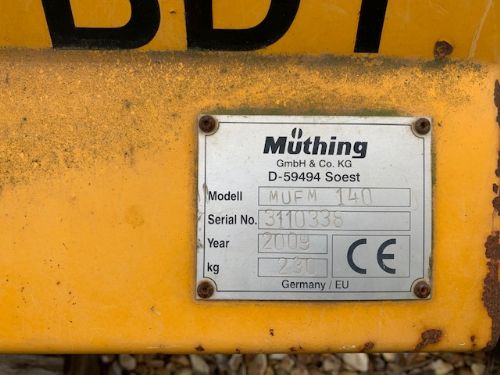 BDT
Müthing
GmbH & Co. KG
D-59494 Soest
Modell MUFM 140
Serial No. 3110338
Year 2009
kg 230
CE
Germany / EU